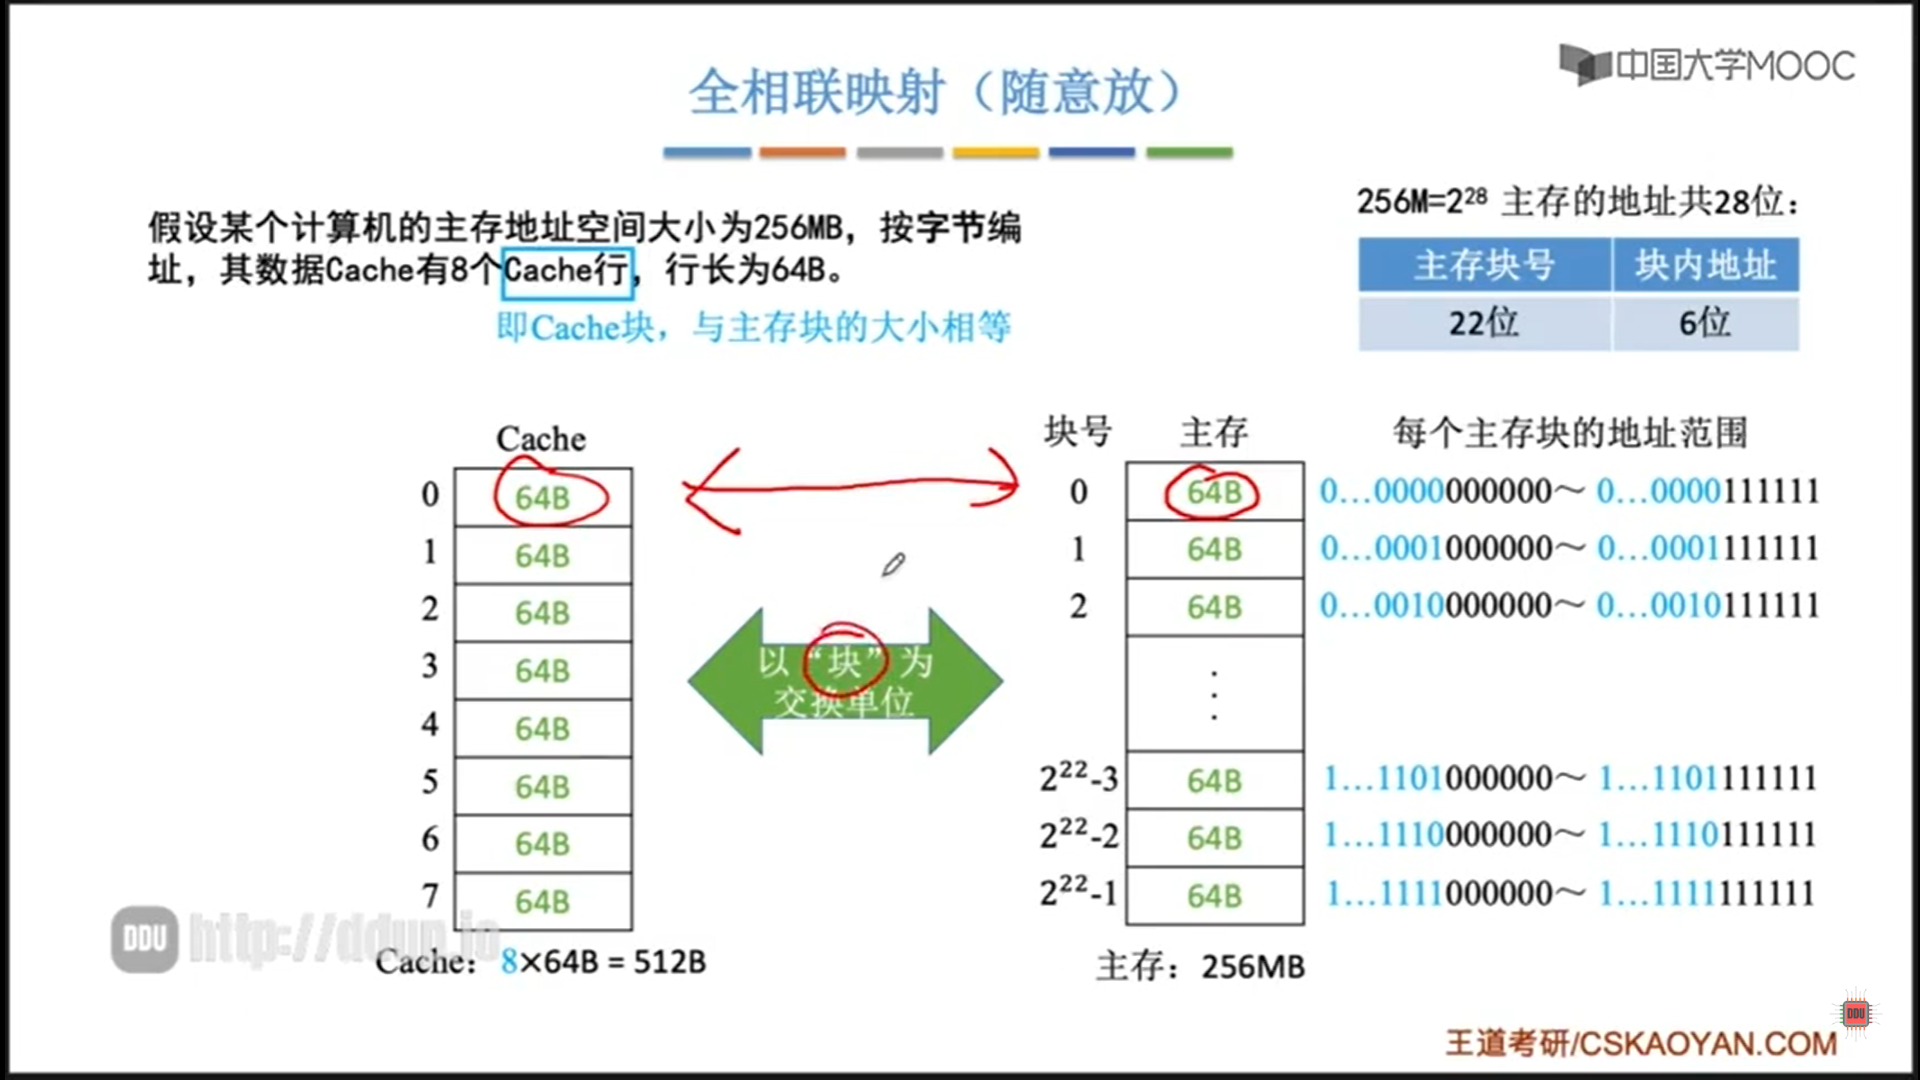 中国大学MOOC
全相联映射（随意放）
假设某个计算机的主存地址空间大小为256MB，按字节编
址，其数据Cache有8个Cache行，行长为64B。
即Cache块，与主存块的大小相等
256M=2²⁸ 主存的地址共28位：
主存块号 块内地址
22位 6位
Cache
块号 主存 每个主存块的地址范围
0 64B
1 64B
2 64B
3 64B
4 64B
5 64B
6 64B
7 64B
Cache：8×64B = 512B
以“块”为
交换单位
0 64B 0…0000000000～ 0…0000111111
1 64B 0…0001000000～ 0…0001111111
2 64B 0…0010000000～ 0…0010111111
⋮
2²²-3 64B 1…1101000000～ 1…1101111111
2²²-2 64B 1…1110000000～ 1…1110111111
2²²-1 64B 1…1111000000～ 1…1111111111
主存：256MB
DDU http://ddup.io
DDU
王道考研/CSKAOYAN.COM